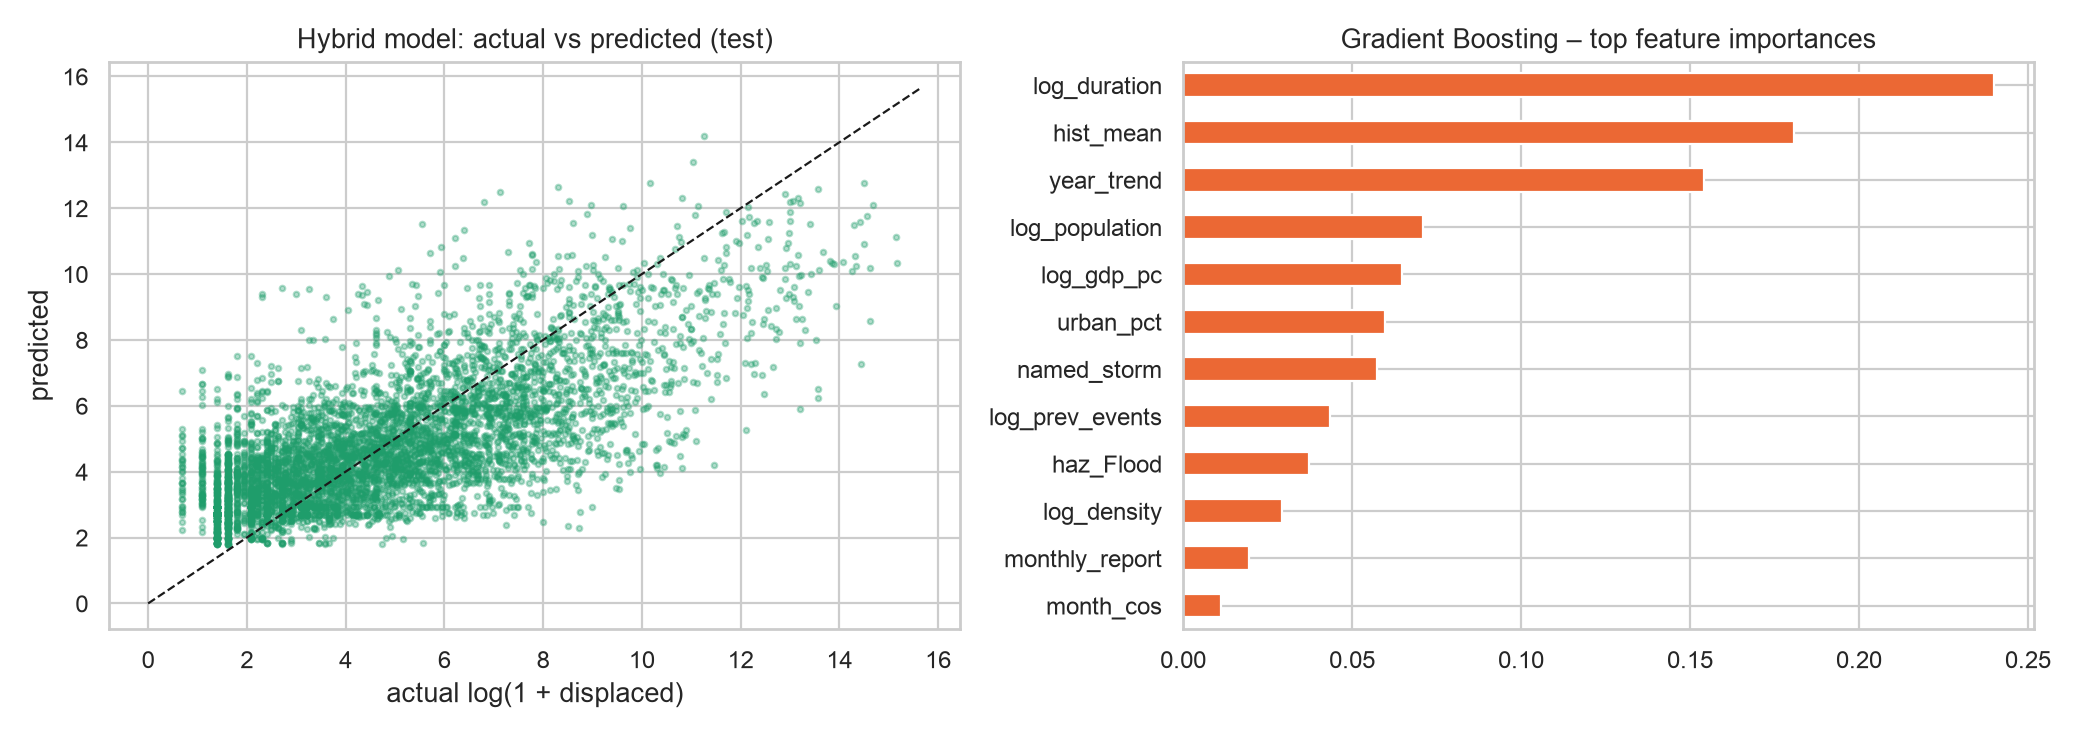 Hybrid model: actual vs predicted (test)
16
14
12
10
8
6
4
2
0
predicted
0 2 4 6 8 10 12 14 16
actual log(1 + displaced)
Gradient Boosting – top feature importances
log_duration
hist_mean
year_trend
log_population
log_gdp_pc
urban_pct
named_storm
log_prev_events
haz_Flood
log_density
monthly_report
month_cos
0.00 0.05 0.10 0.15 0.20 0.25